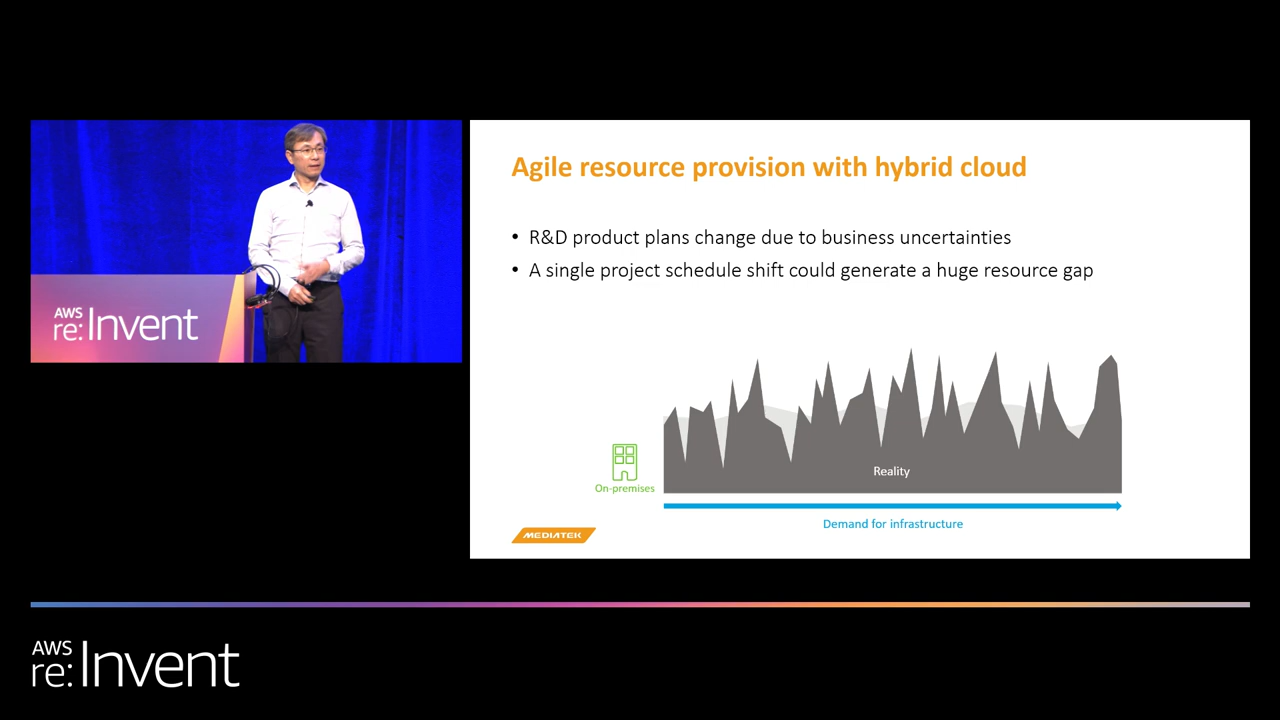 AWS
re:Invent
Agile resource provision with hybrid cloud
• R&D product plans change due to business uncertainties
• A single project schedule shift could generate a huge resource gap
On-premises
Reality
Demand for infrastructure
MEDIATEK
AWS
re:Invent